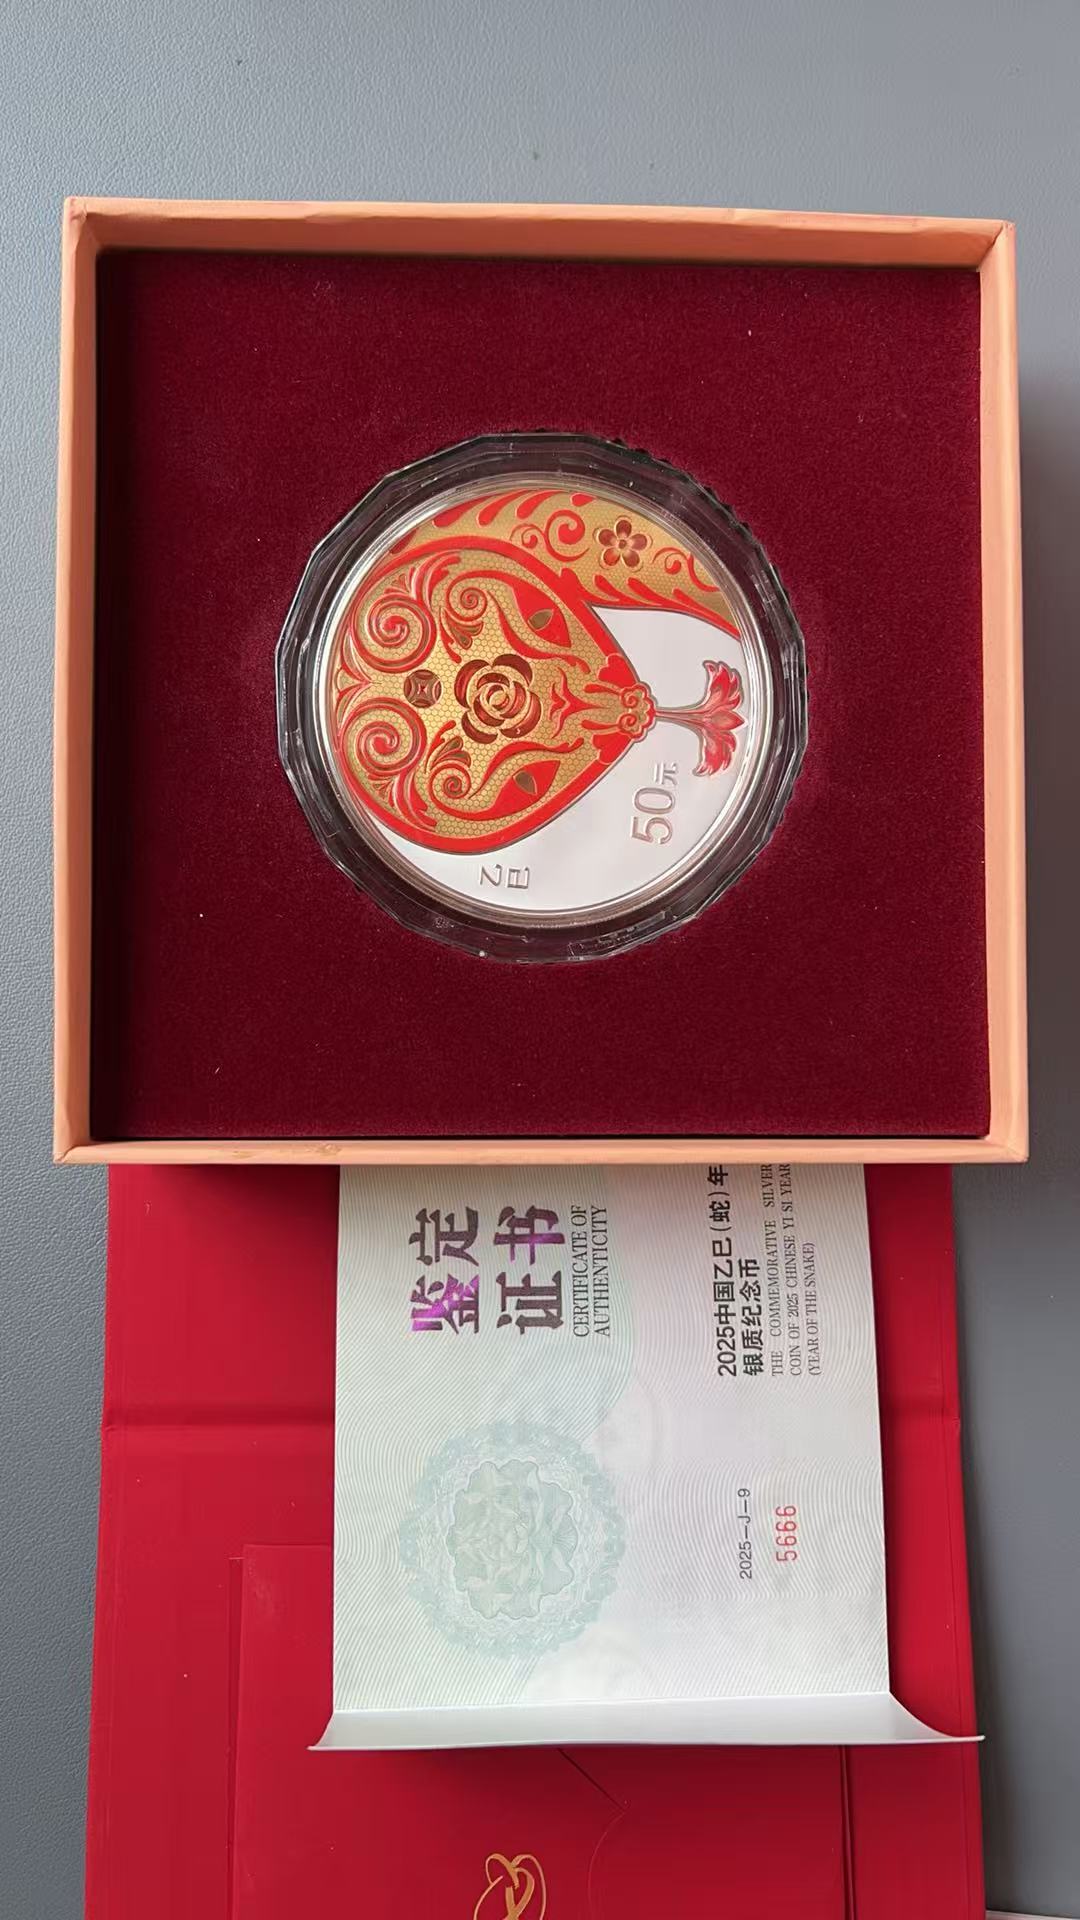 50元
乙巳
鉴定
证书
CERTIFICATE OF
AUTHENTICITY
2025中国乙巳(蛇)年
银质纪念币
THE COMMEMORATIVE SILVER
COIN OF 2025 CHINESE YI SI YEAR
(YEAR OF THE SNAKE)
2025-J-9
5666